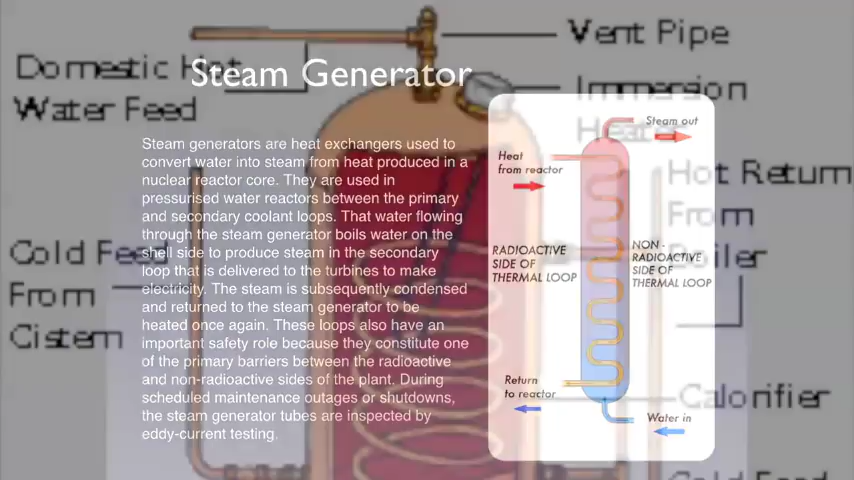 Vent Pipe
Domestic Hot
Water Feed
Steam Generator
Immersion
Heater
Steam generators are heat exchangers used to
convert water into steam from heat produced in a
nuclear reactor core. They are used in
pressurised water reactors between the primary
and secondary coolant loops. That water flowing
through the steam generator boils water on the
shell side to produce steam in the secondary
loop that is delivered to the turbines to make
electricity. The steam is subsequently condensed
and returned to the steam generator to be
heated once again. These loops also have an
important safety role because they constitute one
of the primary barriers between the radioactive
and non-radioactive sides of the plant. During
scheduled maintenance outages or shutdowns,
the steam generator tubes are inspected by
eddy-current testing.
Steam out
Heat
from reactor
RADIOACTIVE
SIDE OF
THERMAL LOOP
NON -
RADIOACTIVE
SIDE OF
THERMAL LOOP
Return
to reactor
Water in
Hot Return
From
Boiler
Cold Feed
From
Cistern
Calorifier
Cold Feed